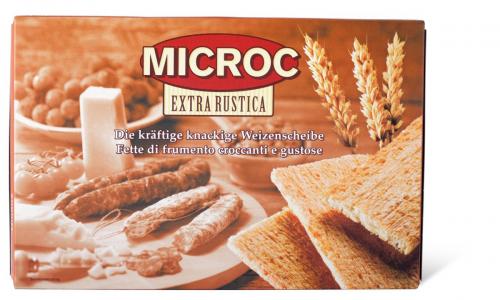 MICROC
EXTRA RUSTICA
Die kräftige knackige Weizenscheibe
Fette di frumento croccanti e gustose